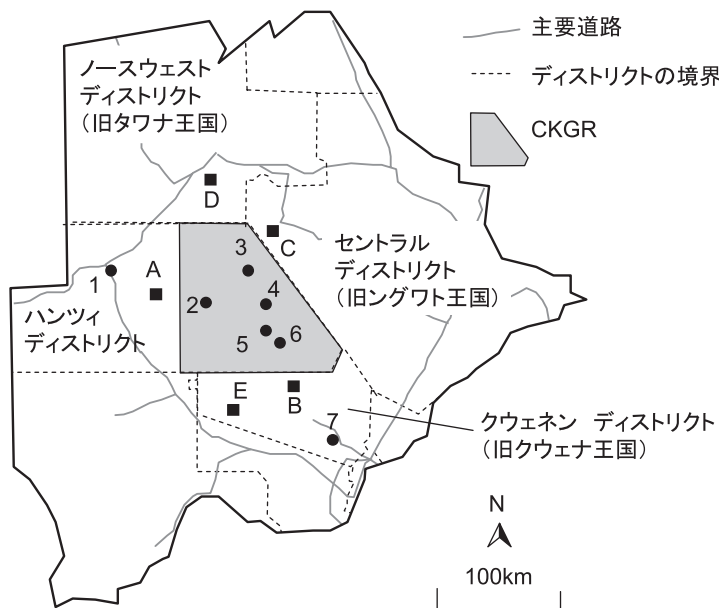 主要道路
ディストリクトの境界
CKGR
ノースウェスト
ディストリクト
（旧タワナ王国）
D
C
セントラル
ディストリクト
（旧ングワト王国）
3
1
A
2
4
ハンツィ
ディストリクト
5
6
E
B
7
クウェネン ディストリクト
（旧クウェナ王国）
N
100km